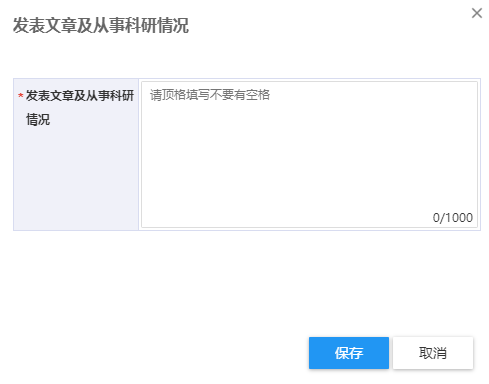 发表文章及从事科研情况
*发表文章及从事科研
情况
请顶格填写不要有空格
0/1000
保存
取消